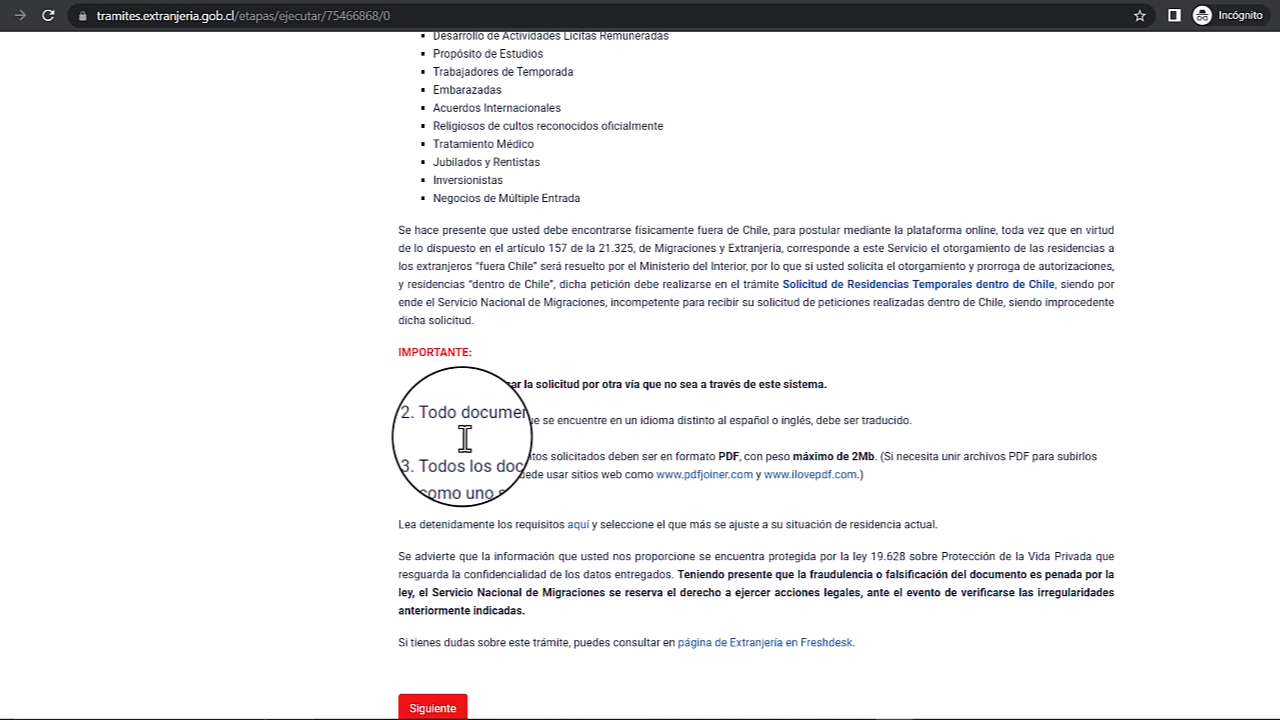 tramites.extranjeria.gob.cl/etapas/ejecutar/75466868/0
Incógnito
Desarrollo de Actividades Lícitas Remuneradas
Propósito de Estudios
Trabajadores de Temporada
Embarazadas
Acuerdos Internacionales
Religiosos de cultos reconocidos oficialmente
Tratamiento Médico
Jubilados y Rentistas
Inversionistas
Negocios de Múltiple Entrada
Se hace presente que usted debe encontrarse físicamente fuera de Chile, para postular mediante la plataforma online, toda vez que en virtud
de lo dispuesto en el artículo 157 de la 21.325, de Migraciones y Extranjería, corresponde a este Servicio el otorgamiento de las residencias a
los extranjeros "fuera Chile" será resuelto por el Ministerio del Interior, por lo que si usted solicita el otorgamiento y prorroga de autorizaciones,
y residencias "dentro de Chile", dicha petición debe realizarse en el trámite Solicitud de Residencias Temporales dentro de Chile, siendo por
ende el Servicio Nacional de Migraciones, incompetente para recibir su solicitud de peticiones realizadas dentro de Chile, siendo improcedente
dicha solicitud.
IMPORTANTE:
la solicitud por otra vía que no sea a través de este sistema.
2. Todo se encuentre en un idioma distinto al español o inglés, debe ser traducido.
3. Todos los solicitados deben ser en formato PDF, con peso máximo de 2Mb. (Si necesita unir archivos PDF para subirlos
como uno usar sitios web como www.pdfjoiner.com y www.ilovepdf.com.)
Lea detenidamente los requisitos aquí y seleccione el que más se ajuste a su situación de residencia actual.
Se advierte que la información que usted nos proporcione se encuentra protegida por la ley 19.628 sobre Protección de la Vida Privada que
resguarda la confidencialidad de los datos entregados. Teniendo presente que la fraudulencia o falsificación del documento es penada por la
ley, el Servicio Nacional de Migraciones se reserva el derecho a ejercer acciones legales, ante el evento de verificarse las irregularidades
anteriormente indicadas.
Si tienes dudas sobre este trámite, puedes consultar en página de Extranjería en Freshdesk.
Siguiente